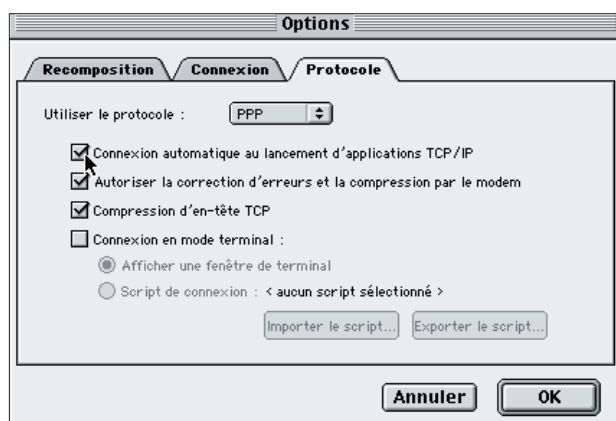 Options
Recomposition Connexion Protocole
Utiliser le protocole : PPP
Connexion automatique au lancement d'applications TCP/IP
Autoriser la correction d'erreurs et la compression par le modem
Compression d'en-tête TCP
Connexion en mode terminal :
Afficher une fenêtre de terminal
Script de connexion : < aucun script sélectionné >
Importer le script... Exporter le script...
Annuler OK